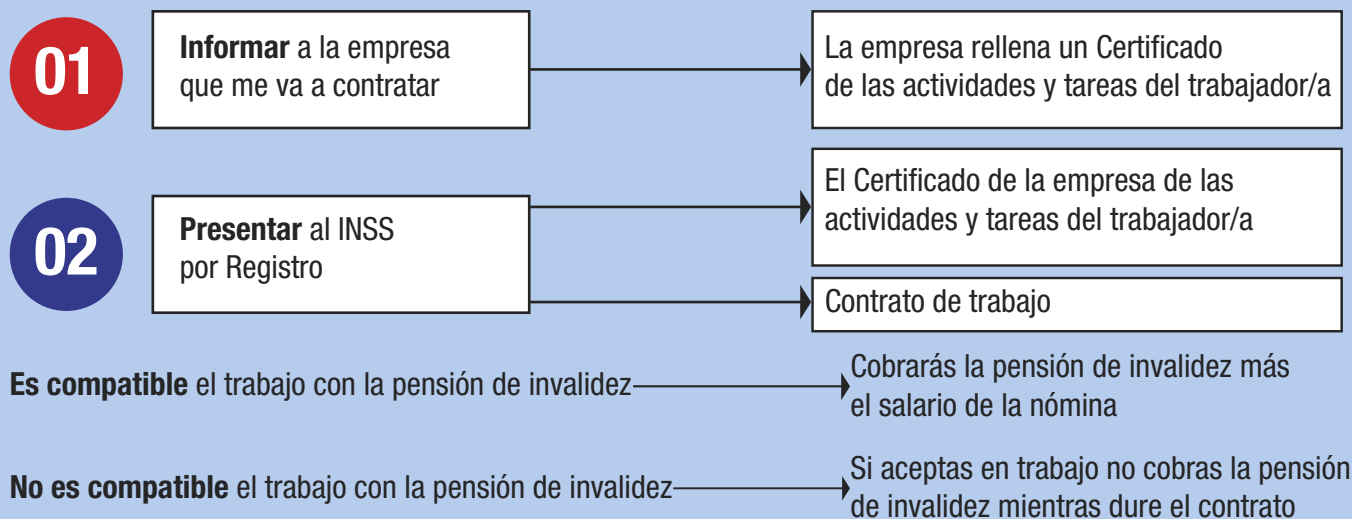 01
Informar a la empresa
que me va a contratar
La empresa rellena un Certificado
de las actividades y tareas del trabajador/a
02
Presentar al INSS
por Registro
El Certificado de la empresa de las
actividades y tareas del trabajador/a
Contrato de trabajo
Es compatible el trabajo con la pensión de invalidez
Cobrarás la pensión de invalidez más
el salario de la nómina
No es compatible el trabajo con la pensión de invalidez
Si aceptas en trabajo no cobras la pensión
de invalidez mientras dure el contrato